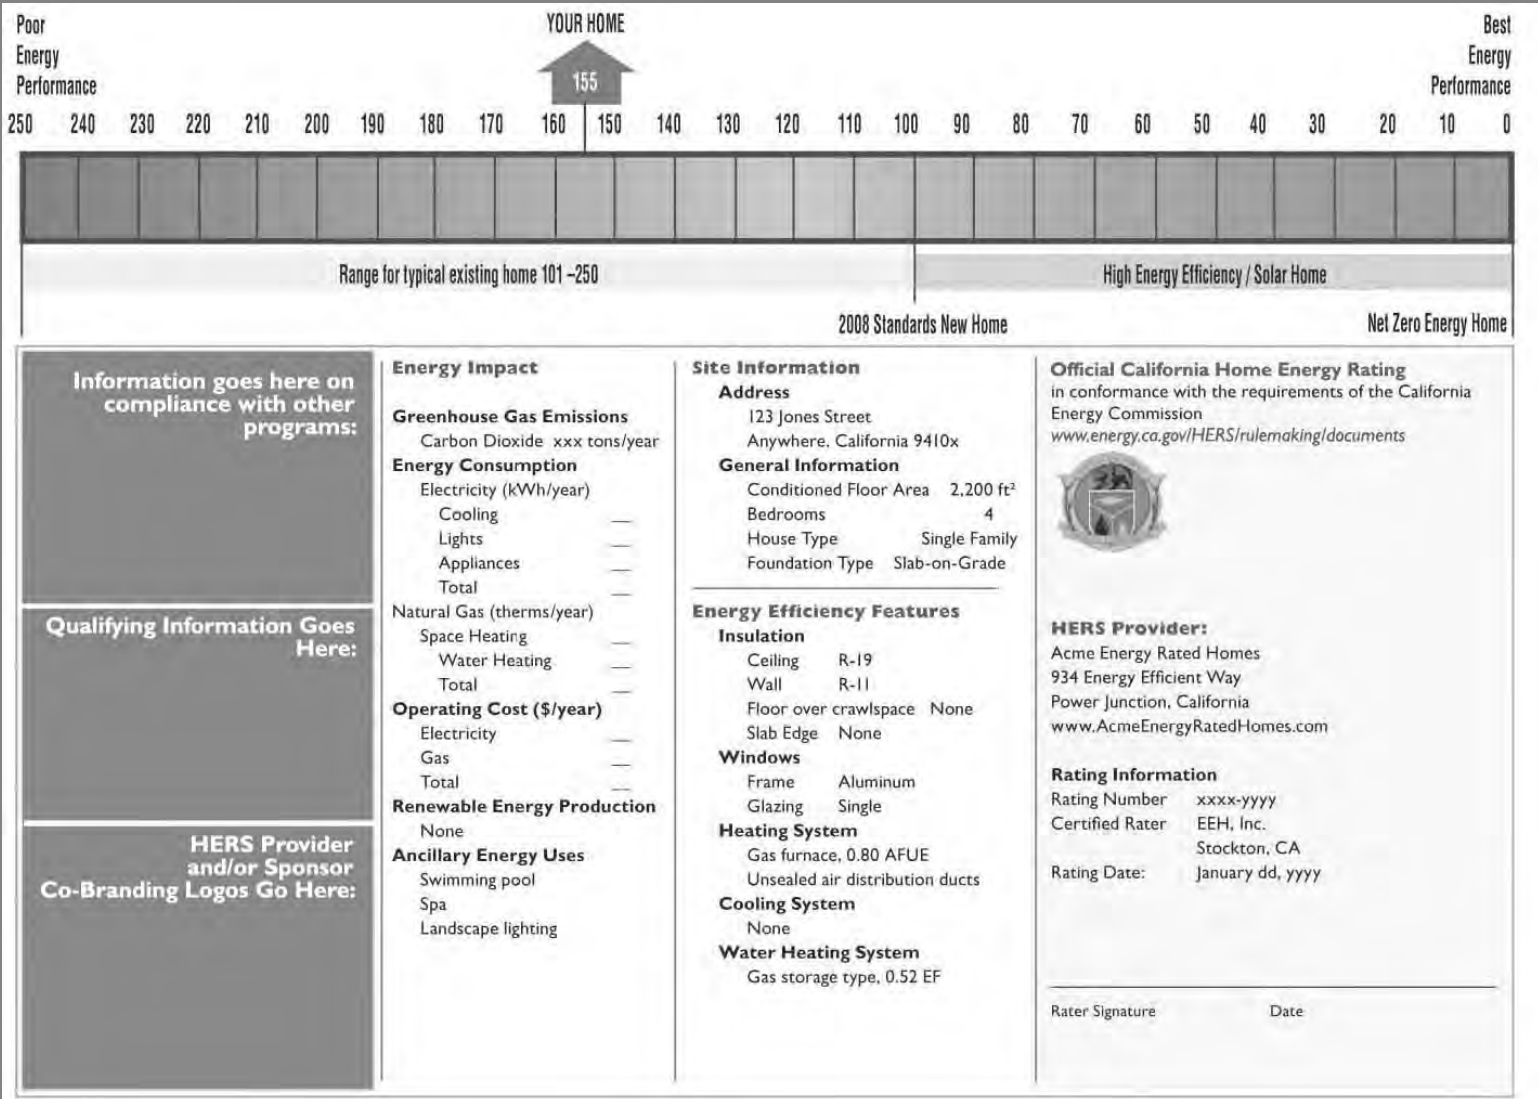 Poor
Energy
Performance
YOUR HOME
155
Best
Energy
Performance
250 240 230 220 210 200 190 180 170 160 150 140 130 120 110 100 90 80 70 60 50 40 30 20 10 0
Range for typical existing home 101 –250
High Energy Efficiency / Solar Home
2008 Standards New Home
Net Zero Energy Home
Information goes here on
compliance with other
programs:
Qualifying Information Goes
Here:
HERS Provider
and/or Sponsor
Co-Branding Logos Go Here:
Energy Impact
Greenhouse Gas Emissions
Carbon Dioxide xxx tons/year
Energy Consumption
Electricity (kWh/year)
Cooling __
Lights __
Appliances __
Total __
Natural Gas (therms/year)
Space Heating __
Water Heating __
Total __
Operating Cost ($/year)
Electricity __
Gas __
Total __
Renewable Energy Production
None
Ancillary Energy Uses
Swimming pool
Spa
Landscape lighting
Site Information
Address
123 Jones Street
Anywhere, California 9410x
General Information
Conditioned Floor Area 2,200 ft²
Bedrooms 4
House Type Single Family
Foundation Type Slab-on-Grade
Energy Efficiency Features
Insulation
Ceiling R-19
Wall R-11
Floor over crawlspace None
Slab Edge None
Windows
Frame Aluminum
Glazing Single
Heating System
Gas furnace, 0.80 AFUE
Unsealed air distribution ducts
Cooling System
None
Water Heating System
Gas storage type, 0.52 EF
Official California Home Energy Rating
in conformance with the requirements of the California
Energy Commission
www.energy.ca.gov/HERS/rulemaking/documents
HERS Provider:
Acme Energy Rated Homes
934 Energy Efficient Way
Power Junction, California
www.AcmeEnergyRatedHomes.com
Rating Information
Rating Number xxxx-yyyy
Certified Rater EEH, Inc.
Stockton, CA
Rating Date: January dd, yyyy
Rater Signature Date